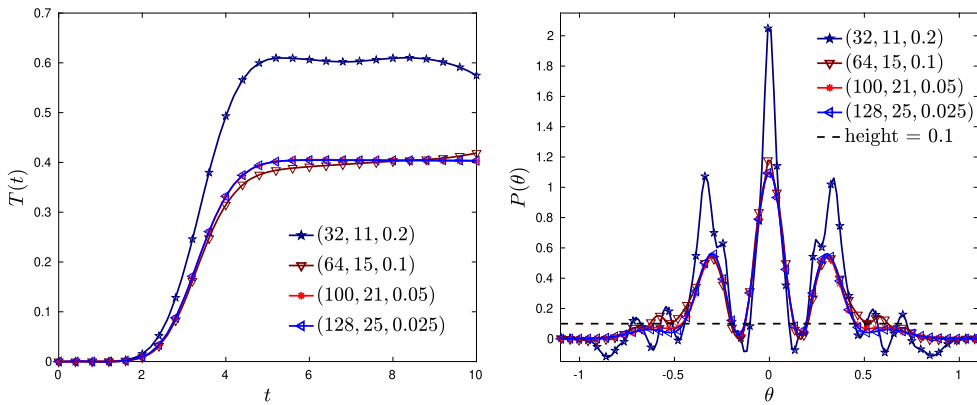 0.7
0.6
0.5
0.4
0.3
0.2
0.1
0
T(t)
(32, 11, 0.2)
(64, 15, 0.1)
(100, 21, 0.05)
(128, 25, 0.025)
0 2 4 6 8 10
t
2
1.8
1.6
1.4
1.2
1
0.8
0.6
0.4
0.2
0
P(θ)
(32, 11, 0.2)
(64, 15, 0.1)
(100, 21, 0.05)
(128, 25, 0.025)
height = 0.1
-1 -0.5 0 0.5 1
θ